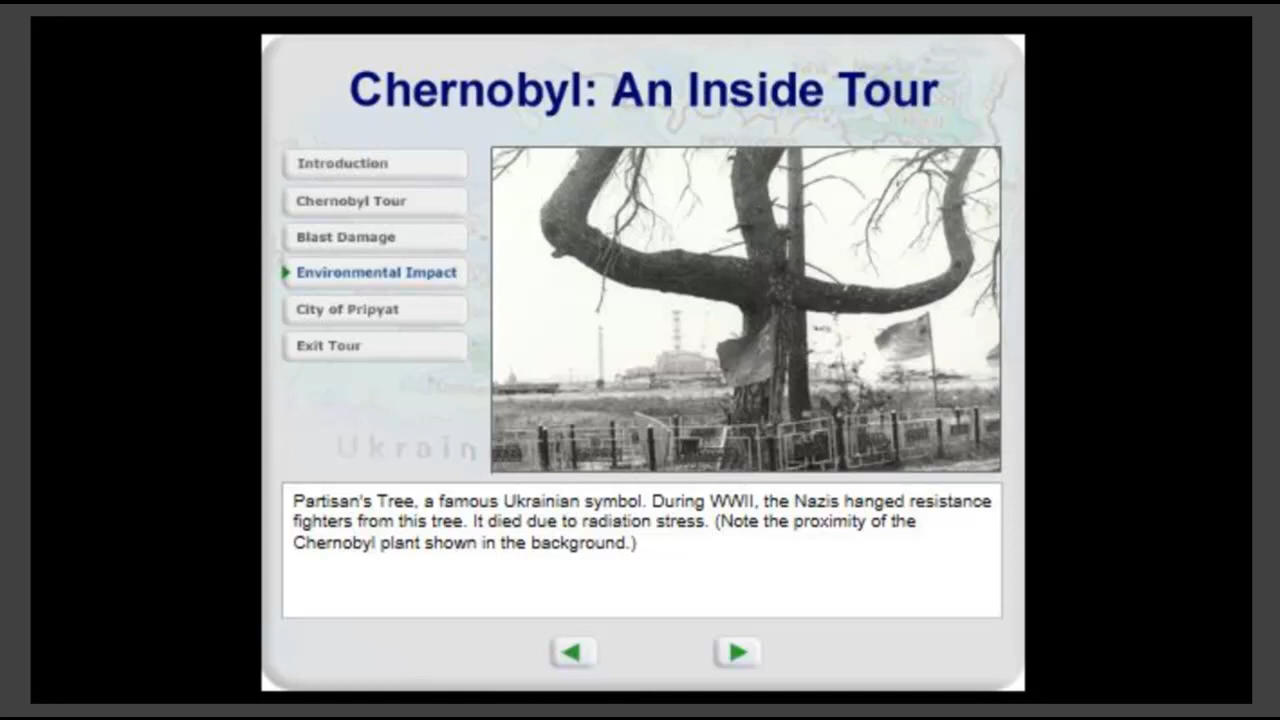 Chernobyl: An Inside Tour
Introduction
Chernobyl Tour
Blast Damage
Environmental Impact
City of Pripyat
Exit Tour
Ukrain
Partisan's Tree, a famous Ukrainian symbol. During WWII, the Nazis hanged resistance
fighters from this tree. It died due to radiation stress. (Note the proximity of the
Chernobyl plant shown in the background.)